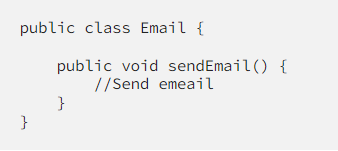 public class Email {
public void sendEmail() {
//Send emeail
}
}